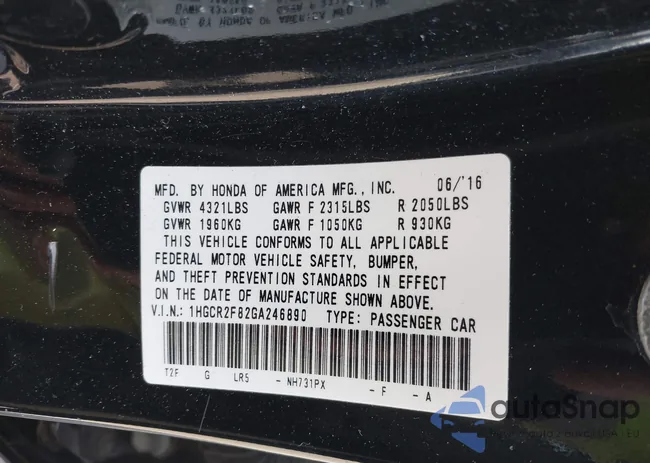 MFD. BY HONDA OF AMERICA MFG., INC. 06/'16
GVWR 4321LBS GAWR F 2315LBS R 2050LBS
GVWR 1960KG GAWR F 1050KG R 930KG
THIS VEHICLE CONFORMS TO ALL APPLICABLE
FEDERAL MOTOR VEHICLE SAFETY, BUMPER,
AND THEFT PREVENTION STANDARDS IN EFFECT
ON THE DATE OF MANUFACTURE SHOWN ABOVE.
V.I.N.: 1HGCR2F82GA246890 TYPE: PASSENGER CAR
T2F G LR5 - NH731PX - F - A
autoSnap